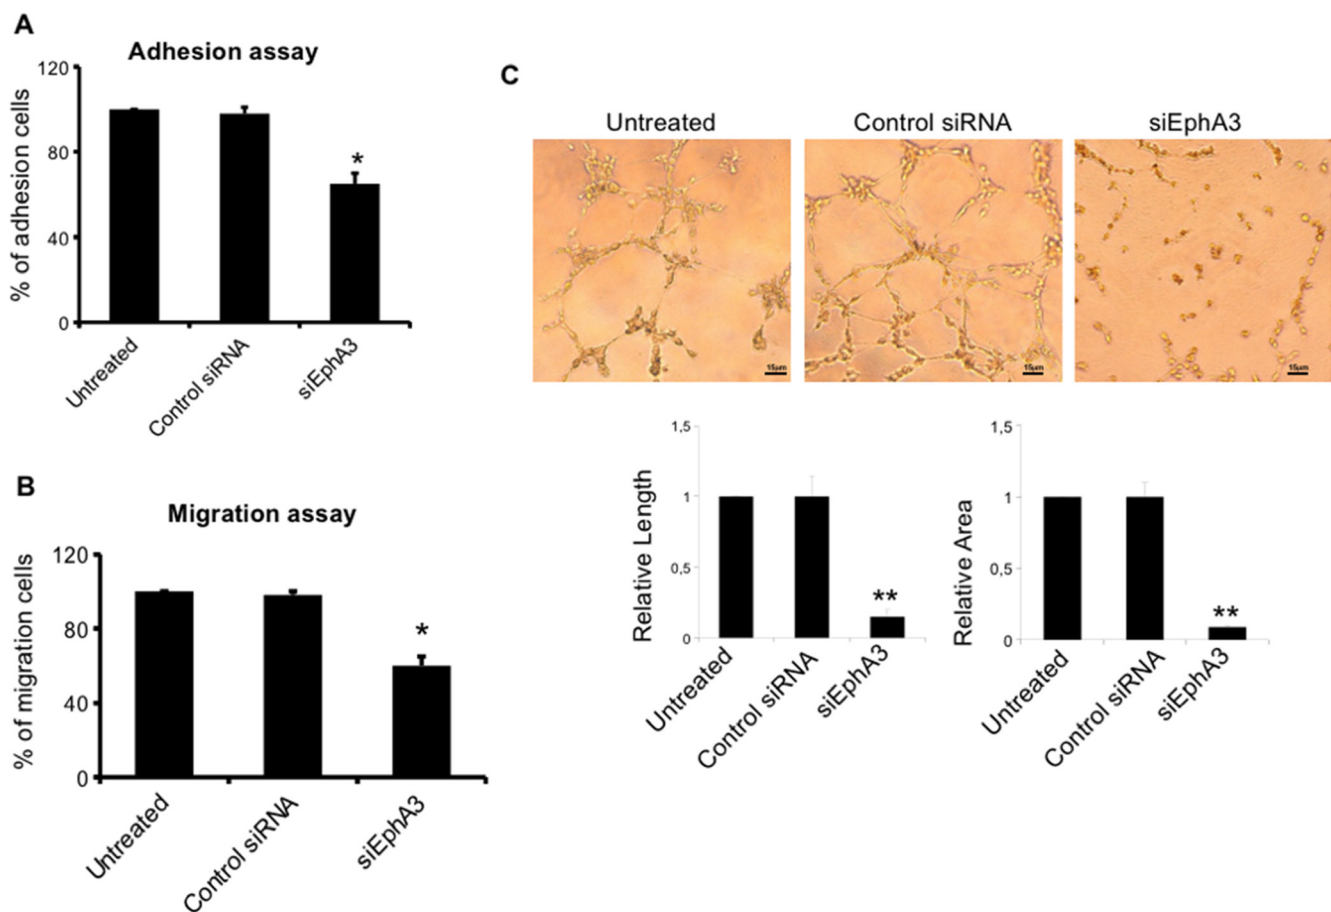 A
Adhesion assay
% of adhesion cells
120
80
40
0
*
Untreated
Control siRNA
siEphA3
B
Migration assay
% of migration cells
120
80
40
0
*
Untreated
Control siRNA
siEphA3
C
Untreated
Control siRNA
siEphA3
15µm
15µm
15µm
Relative Length
1,5
1
0,5
0
**
Untreated
Control siRNA
siEphA3
Relative Area
1,5
1
0,5
0
**
Untreated
Control siRNA
siEphA3